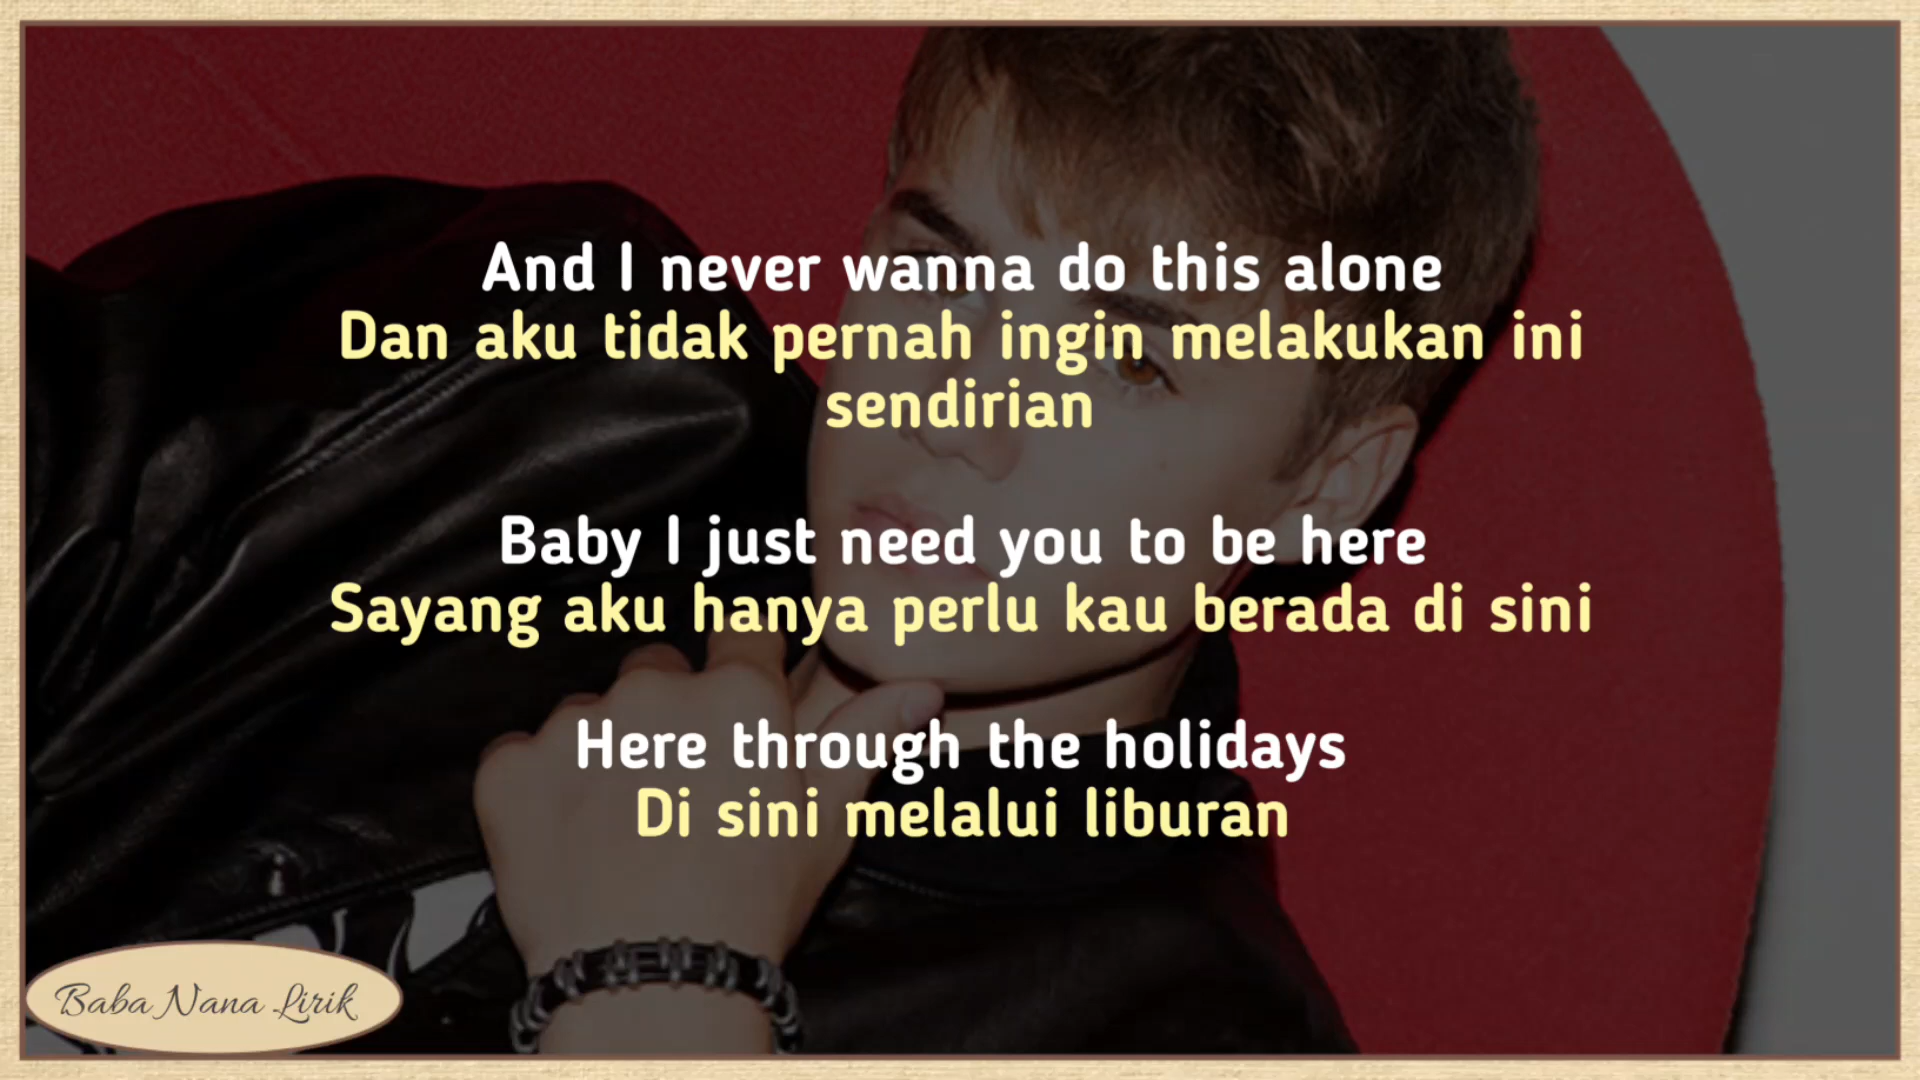 And I never wanna do this alone
Dan aku tidak pernah ingin melakukan ini
sendirian
Baby I just need you to be here
Sayang aku hanya perlu kau berada di sini
Here through the holidays
Di sini melalui liburan
Baba Nana Lirik